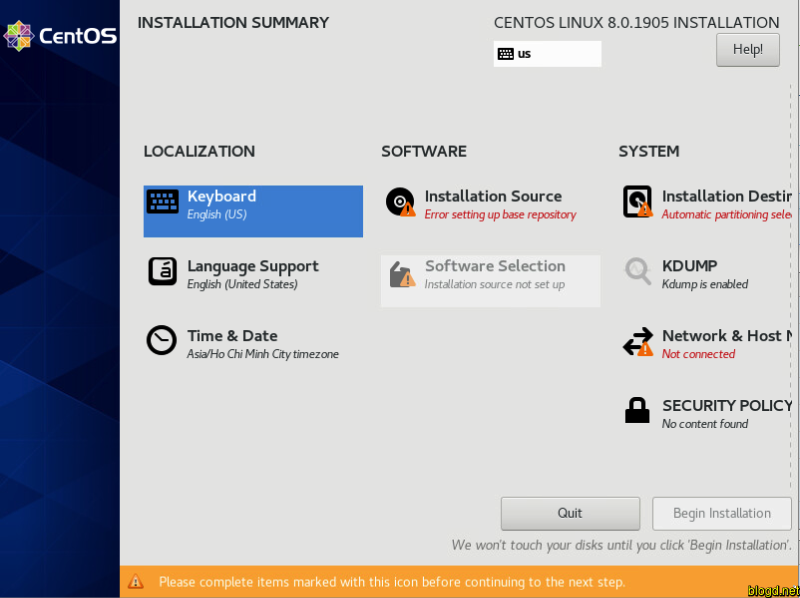 CentOS
INSTALLATION SUMMARY
CENTOS LINUX 8.0.1905 INSTALLATION
us
Help!
LOCALIZATION
Keyboard
English (US)
Language Support
English (United States)
Time & Date
Asia/Ho Chi Minh City timezone
SOFTWARE
Installation Source
Error setting up base repository
Software Selection
Installation source not set up
SYSTEM
Installation Destin
Automatic partitioning sele
KDUMP
Kdump is enabled
Network & Host N
Not connected
SECURITY POLICY
No content found
Quit
Begin Installation
We won't touch your disks until you click 'Begin Installation'.
Please complete items marked with this icon before continuing to the next step.
blogd.net